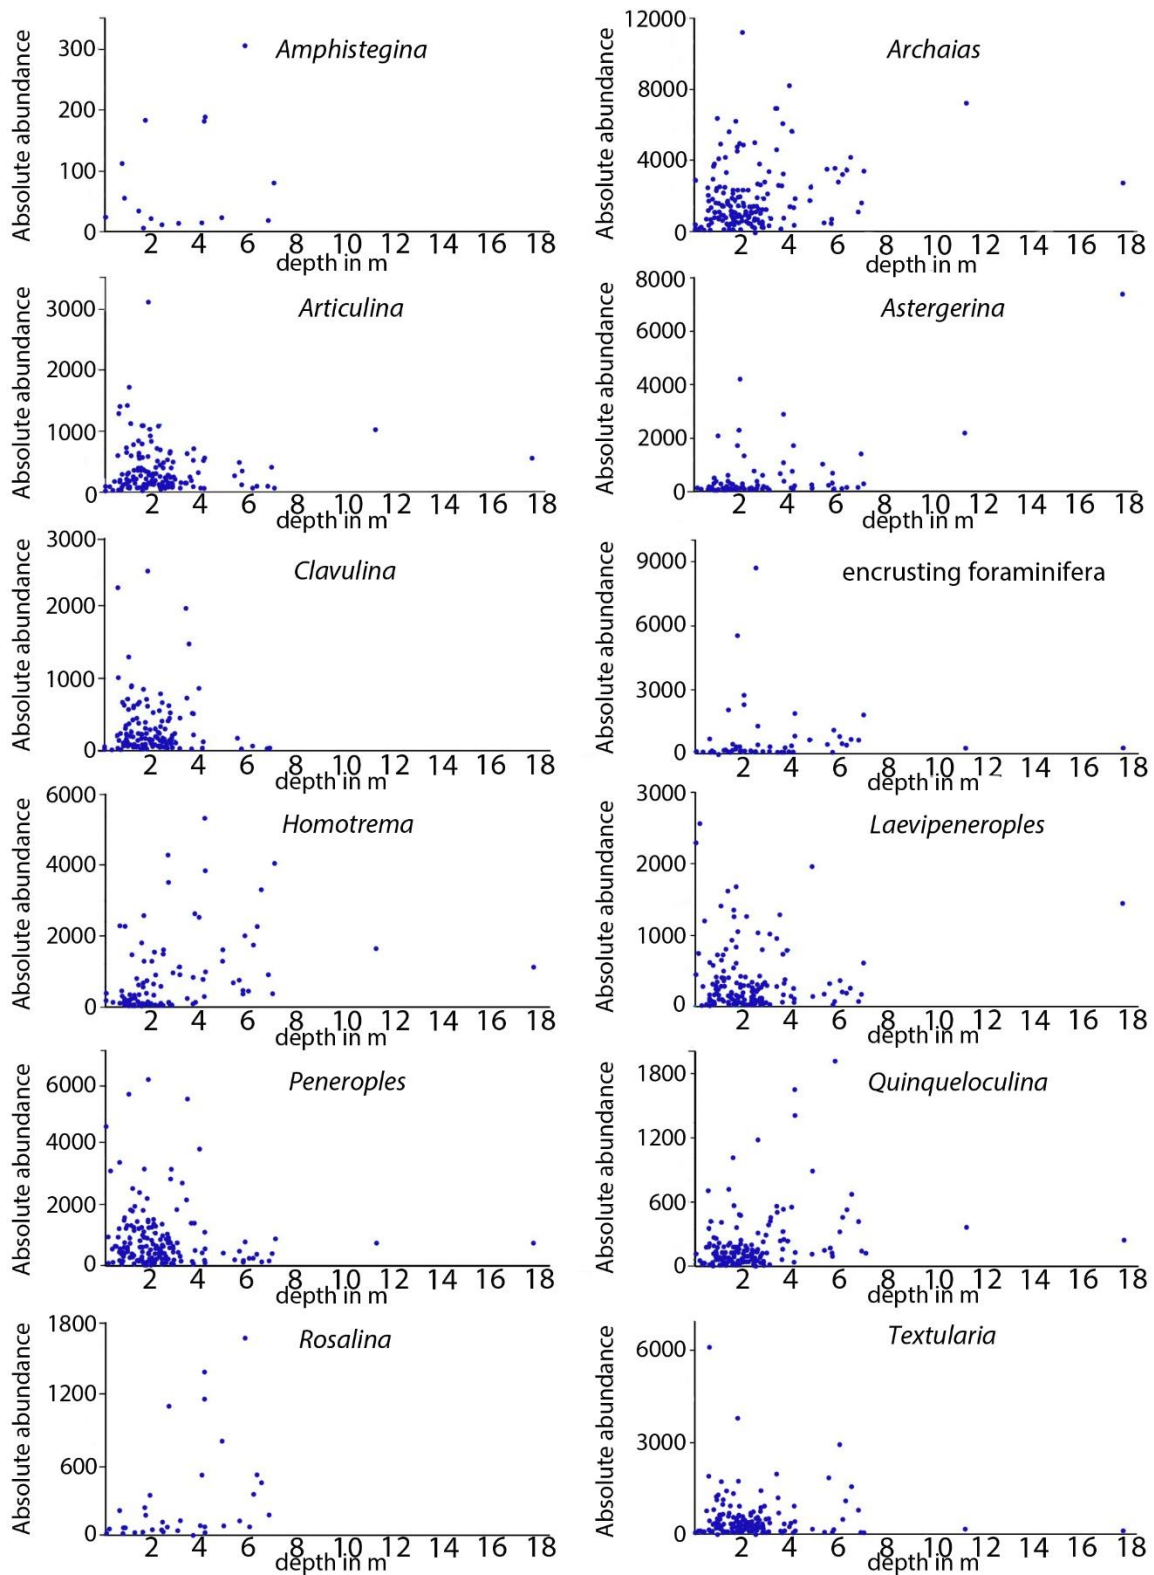 Absolute abundance
300
200
100
0
Amphistegina
2 4 6 8 10 12 14 16 18
depth in m
Absolute abundance
12000
8000
4000
0
Archaias
2 4 6 8 10 12 14 16 18
depth in m
Absolute abundance
3000
2000
1000
0
Articulina
2 4 6 8 10 12 14 16 18
depth in m
Absolute abundance
8000
6000
4000
2000
0
Astergerina
2 4 6 8 10 12 14 16 18
depth in m
Absolute abundance
3000
2000
1000
0
Clavulina
2 4 6 8 10 12 14 16 18
depth in m
Absolute abundance
9000
6000
3000
0
encrusting foraminifera
2 4 6 8 10 12 14 16 18
depth in m
Absolute abundance
6000
4000
2000
0
Homotrema
2 4 6 8 10 12 14 16 18
depth in m
Absolute abundance
3000
2000
1000
0
Laevipeneroples
2 4 6 8 10 12 14 16 18
depth in m
Absolute abundance
6000
4000
2000
0
Peneroples
2 4 6 8 10 12 14 16 18
depth in m
Absolute abundance
1800
1200
600
0
Quinqueloculina
2 4 6 8 10 12 14 16 18
depth in m
Absolute abundance
1800
1200
600
0
Rosalina
2 4 6 8 10 12 14 16 18
depth in m
Absolute abundance
6000
3000
0
Textularia
2 4 6 8 10 12 14 16 18
depth in m